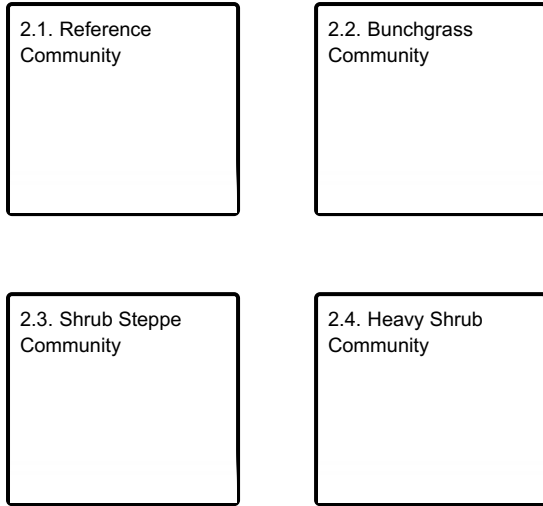 2.1. Reference
Community
2.2. Bunchgrass
Community
2.3. Shrub Steppe
Community
2.4. Heavy Shrub
Community